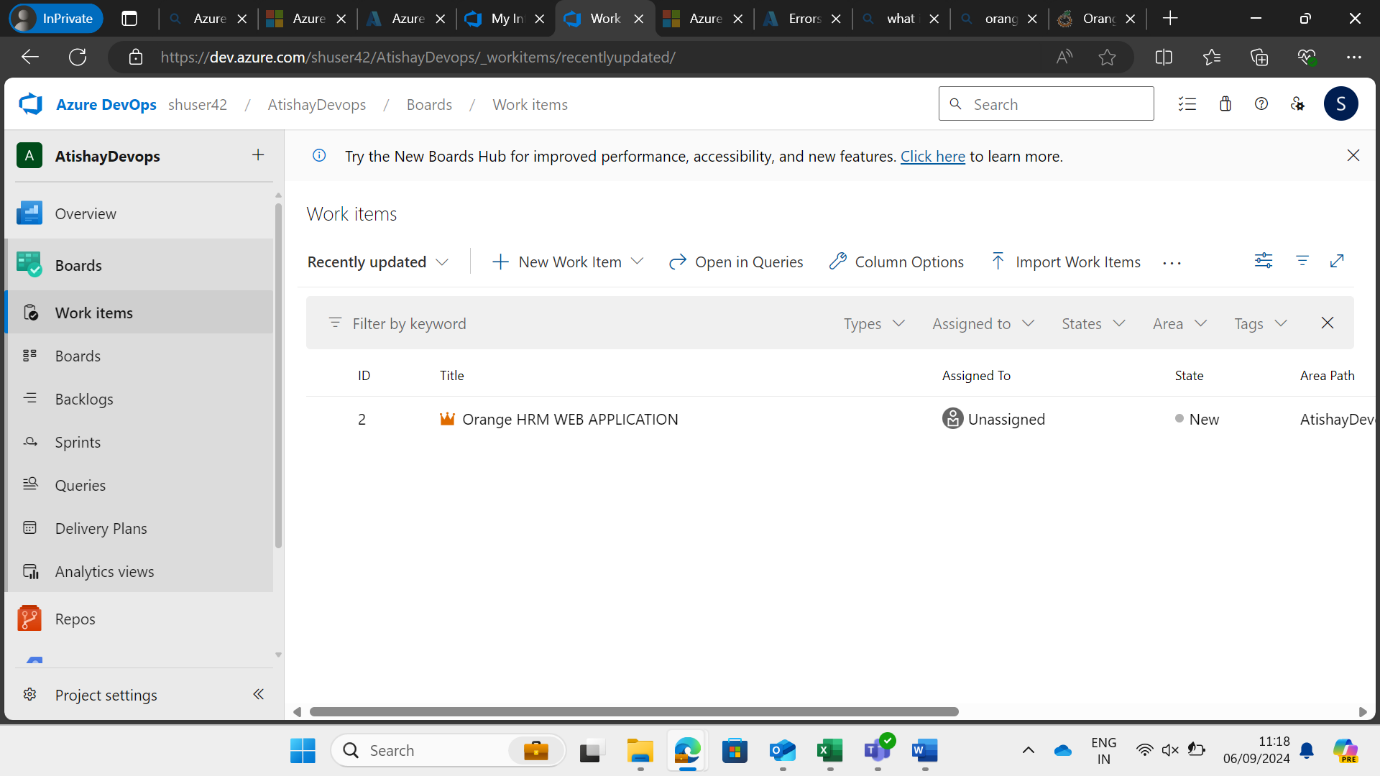 InPrivate
Azure
Azure
Azure
My In
Work
Azure
Errors
what
orang
Orang
https://dev.azure.com/shuser42/AtishayDevops/_workitems/recentlyupdated/
Azure DevOps shuser42 / AtishayDevops / Boards / Work items
Search
S
A AtishayDevops
Try the New Boards Hub for improved performance, accessibility, and new features. Click here to learn more.
Overview
Boards
Work items
Boards
Backlogs
Sprints
Queries
Delivery Plans
Analytics views
Repos
Project settings
Work items
Recently updated
New Work Item
Open in Queries
Column Options
Import Work Items
Filter by keyword
Types
Assigned to
States
Area
Tags
ID Title Assigned To State Area Path
2 Orange HRM WEB APPLICATION Unassigned New AtishayDev
Search
ENG
IN
11:18
06/09/2024
PRE